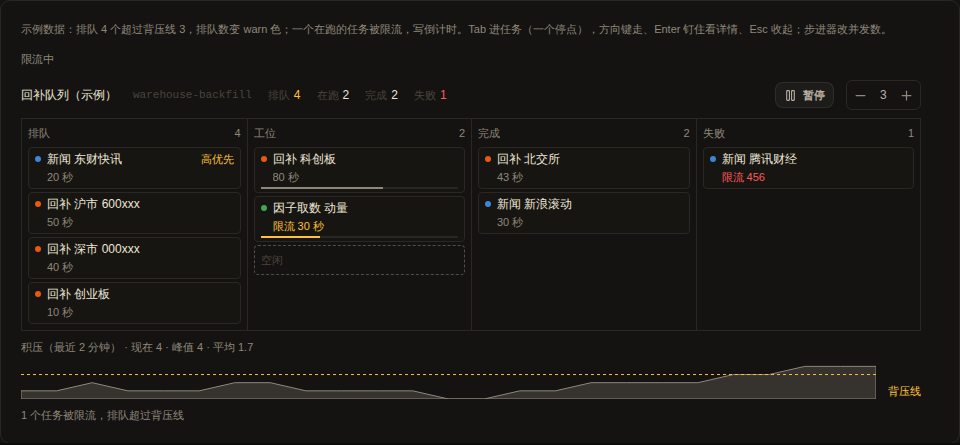 示例数据：排队 4 个超过背压线 3，排队数变 warn 色；一个在跑的任务被限流，写倒计时。Tab 进任务（一个停点），方向键走、Enter 钉住看详情、Esc 收起；步进器改并发数。
限流中
回补队列（示例） warehouse-backfill 排队 4 在跑 2 完成 2 失败 1 暂停 3
排队 4 工位 2 完成 2 失败 1
新闻 东财快讯 高优先
20 秒
回补 沪市 600xxx
50 秒
回补 深市 000xxx
40 秒
回补 创业板
10 秒
回补 科创板
80 秒
因子取数 动量
限流 30 秒
空闲
回补 北交所
43 秒
新闻 新浪滚动
30 秒
新闻 腾讯财经
限流 456
积压（最近 2 分钟） · 现在 4 · 峰值 4 · 平均 1.7
背压线
1 个任务被限流，排队超过背压线